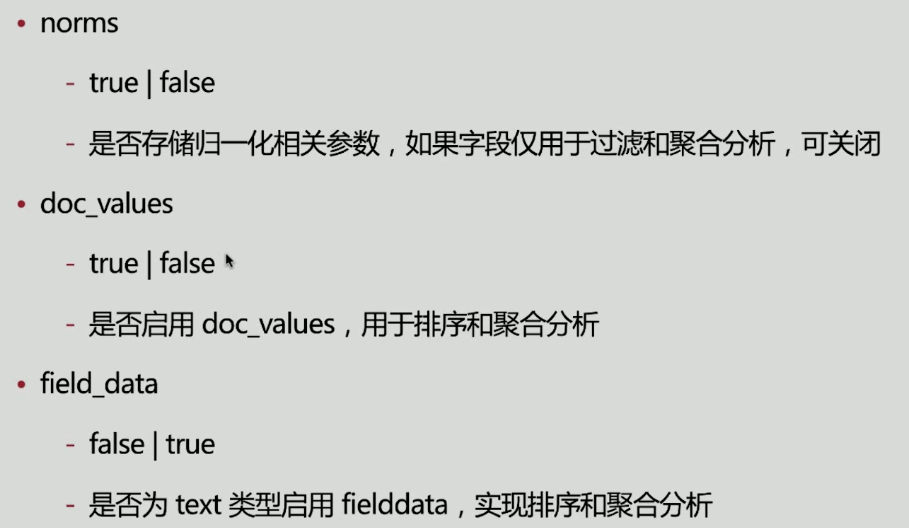 • norms
- true | false
- 是否存储归一化相关参数，如果字段仅用于过滤和聚合分析，可关闭
• doc_values
- true | false
- 是否启用 doc_values，用于排序和聚合分析
• field_data
- false | true
- 是否为 text 类型启用 fielddata，实现排序和聚合分析